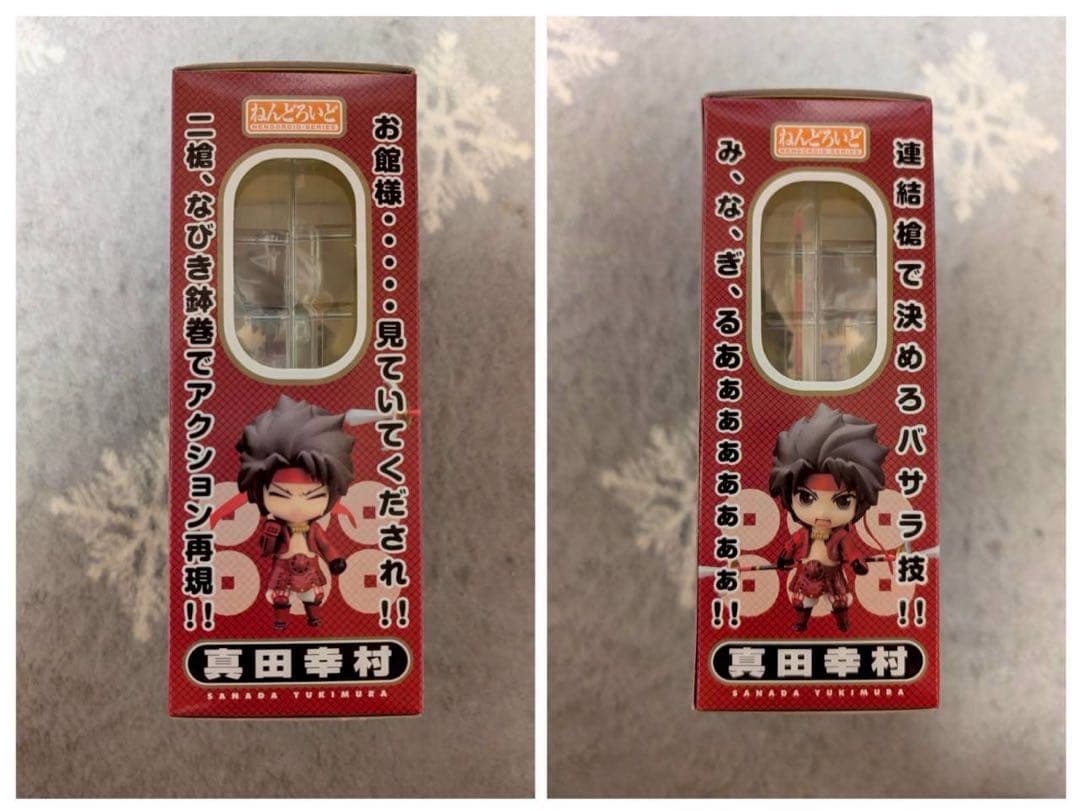 ねんどろいど
NENDOROID SERIES
お館様・・・・・見ていてくだされ!!
二槍、なびき鉢巻でアクション再現!!
真田幸村
SANADA YUKIMURA
ねんどろいど
NENDOROID SERIES
連結槍で決めろバサラ技!!
み、な、ぎ、るぁぁぁぁぁぁぁぁ!!
真田幸村
SANADA YUKIMURA